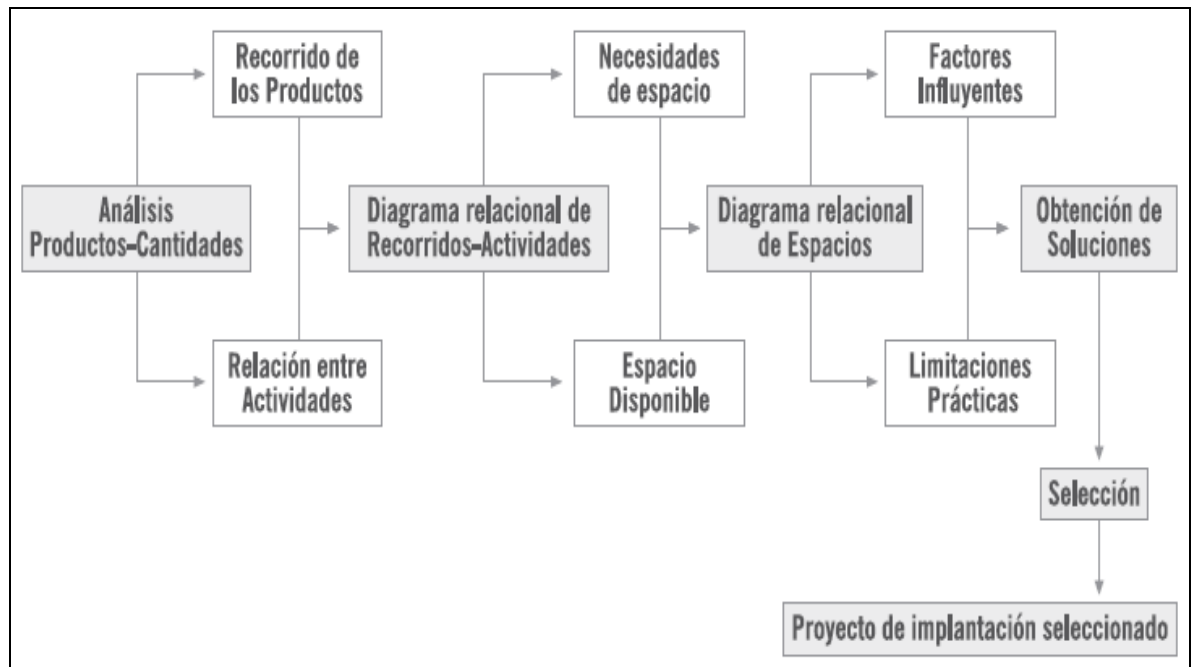 Recorrido de
los Productos
Necesidades
de espacio
Factores
Influyentes
Análisis
Productos–Cantidades
Diagrama relacional de
Recorridos–Actividades
Diagrama relacional
de Espacios
Obtención de
Soluciones
Relación entre
Actividades
Espacio
Disponible
Limitaciones
Prácticas
Selección
Proyecto de implantación seleccionado